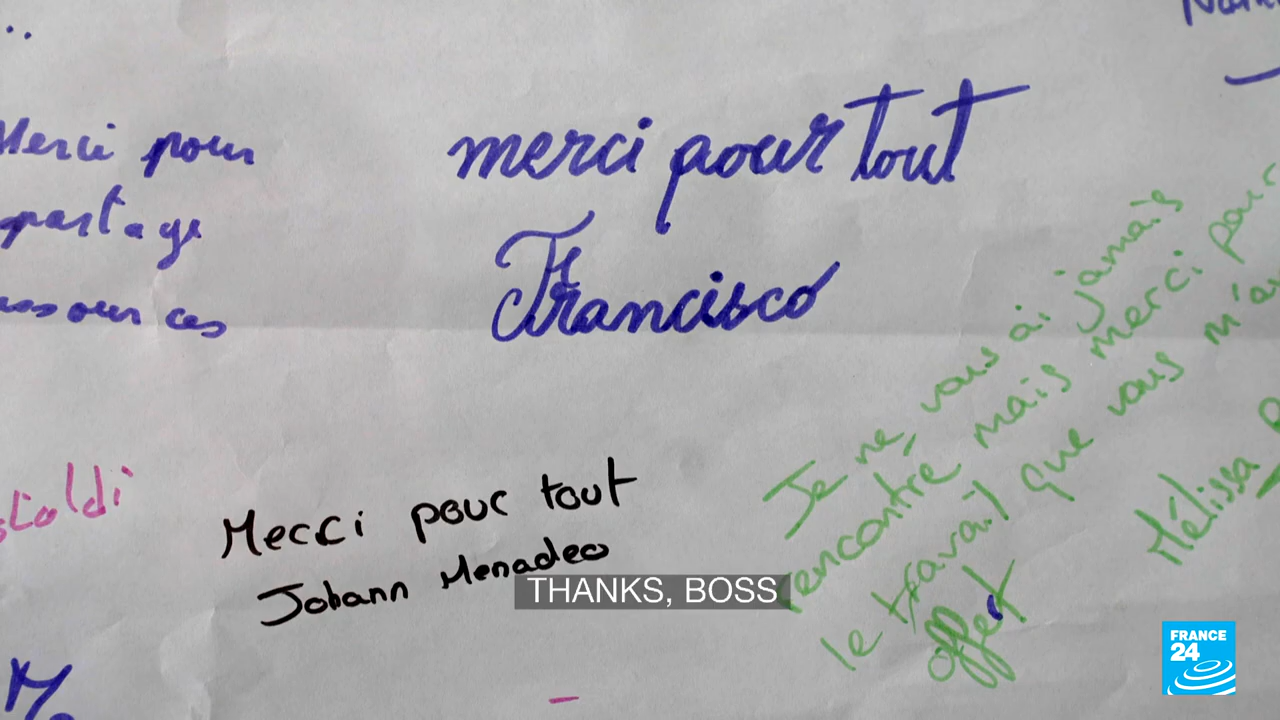 Merci pour
partage
merci pour tout
Francisco
Je ne vous ai jamais
rencontré mais merci pour
le travail que vous m'a
offert
Mélissa
Merci pour tout
Johann Menadeo
THANKS, BOSS
FRANCE
24